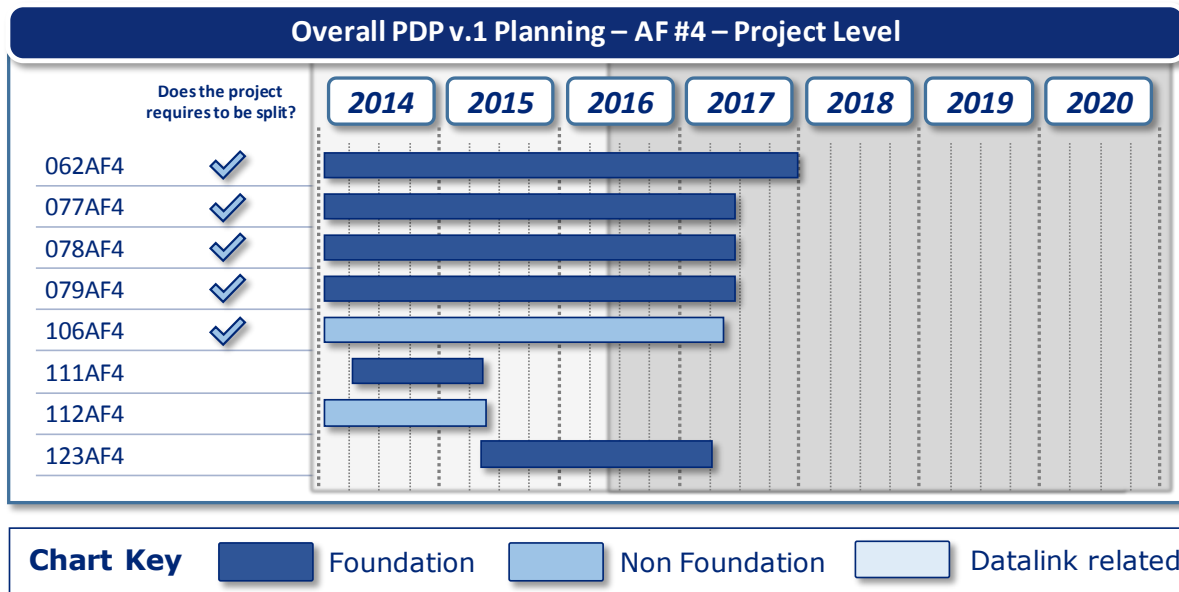 Overall PDP v.1 Planning – AF #4 – Project Level
Does the project
requires to be split?
2014 2015 2016 2017 2018 2019 2020
062AF4
077AF4
078AF4
079AF4
106AF4
111AF4
112AF4
123AF4
Chart Key Foundation Non Foundation Datalink related